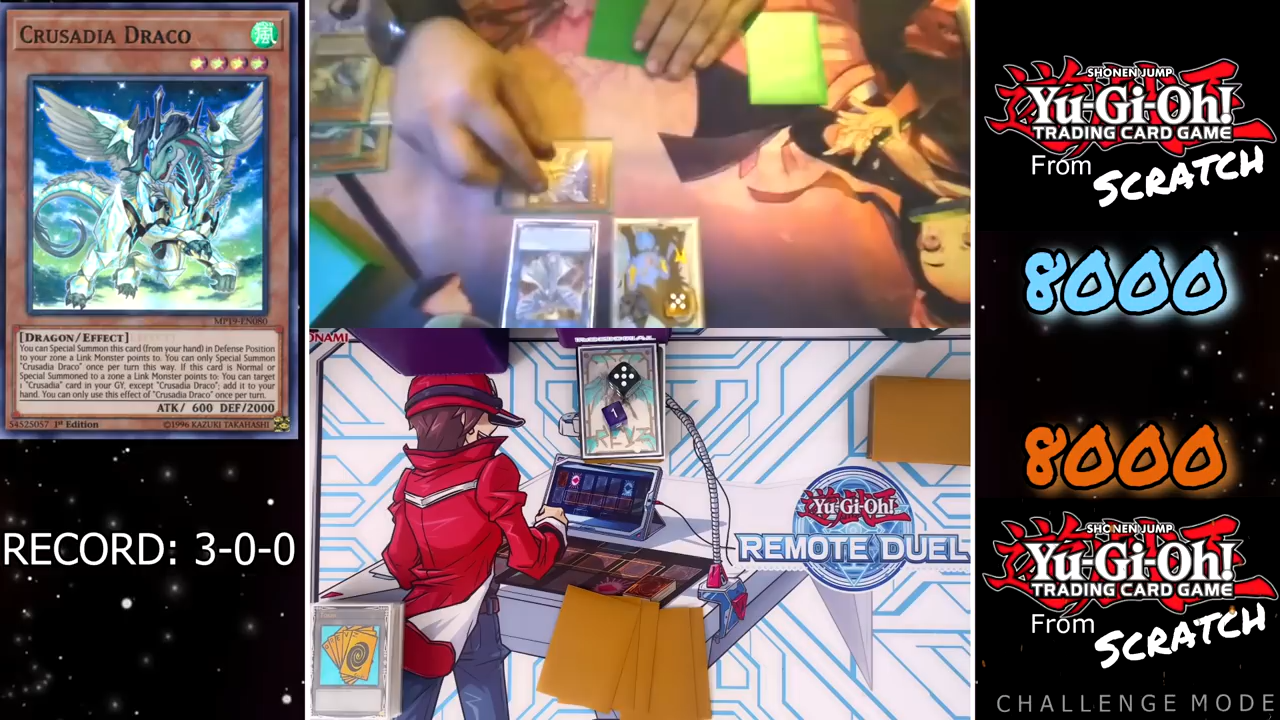 CRUSADIA DRACO
風
MP19-EN080
[DRAGON/EFFECT]
You can Special Summon this card (from your hand) in Defense Position
to your zone a Link Monster points to. You can only Special Summon
"Crusadia Draco" once per turn this way. If this card is Normal or
Special Summoned to a zone a Link Monster points to: You can target
1 "Crusadia" card in your GY, except "Crusadia Draco"; add it to your
hand. You can only use this effect of "Crusadia Draco" once per turn.
ATK/ 600 DEF/2000
54525057 1st Edition
©1996 KAZUKI TAKAHASHI
RECORD: 3-0-0
KONAMI
1
Yu-Gi-Oh!
REMOTE DUEL
SHONEN JUMP
Yu-Gi-Oh!
TRADING CARD GAME
From
SCRATCH
8000
8000
SHONEN JUMP
Yu-Gi-Oh!
TRADING CARD GAME
From
SCRATCH
CHALLENGE MODE